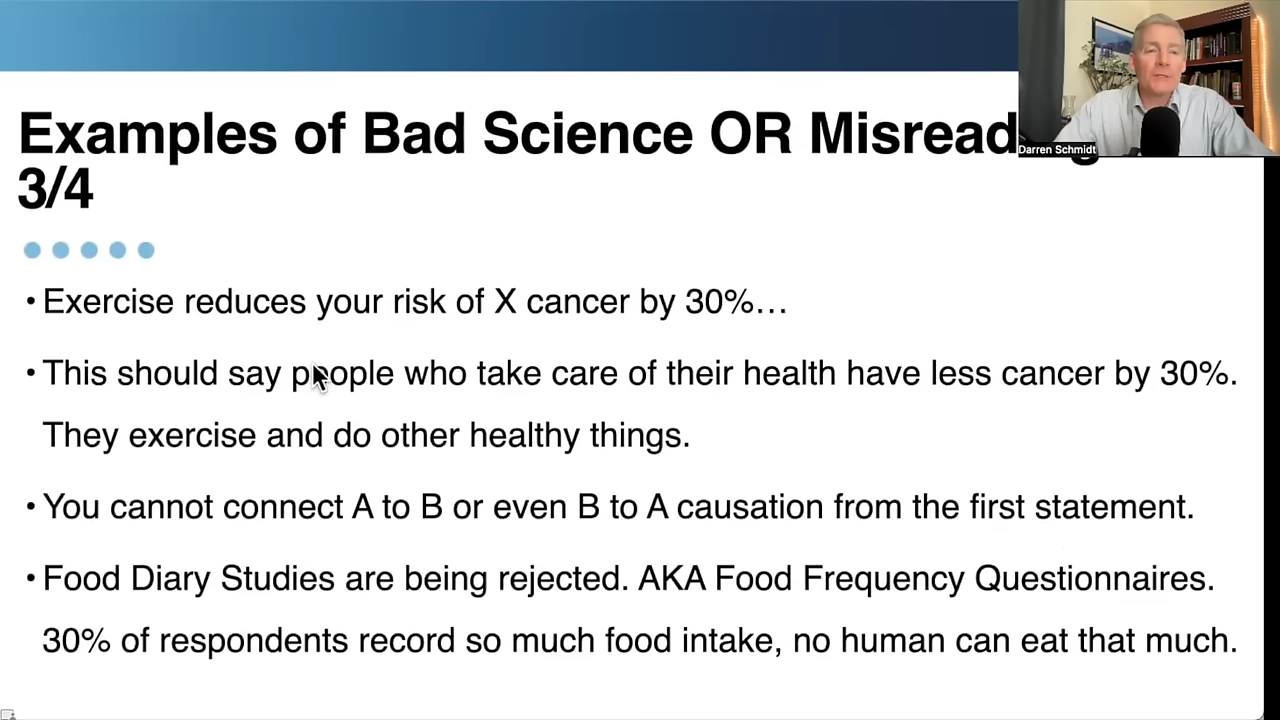 Examples of Bad Science OR
3/4
• Exercise reduces your risk of X cancer by 30%…
• This should say people who take care of their health have less cancer by 30%.
They exercise and do other healthy things.
• You cannot connect A to B or even B to A causation from the first statement.
• Food Diary Studies are being rejected. AKA Food Frequency Questionnaires.
30% of respondents record so much food intake, no human can eat that much.
Darren Schmidt